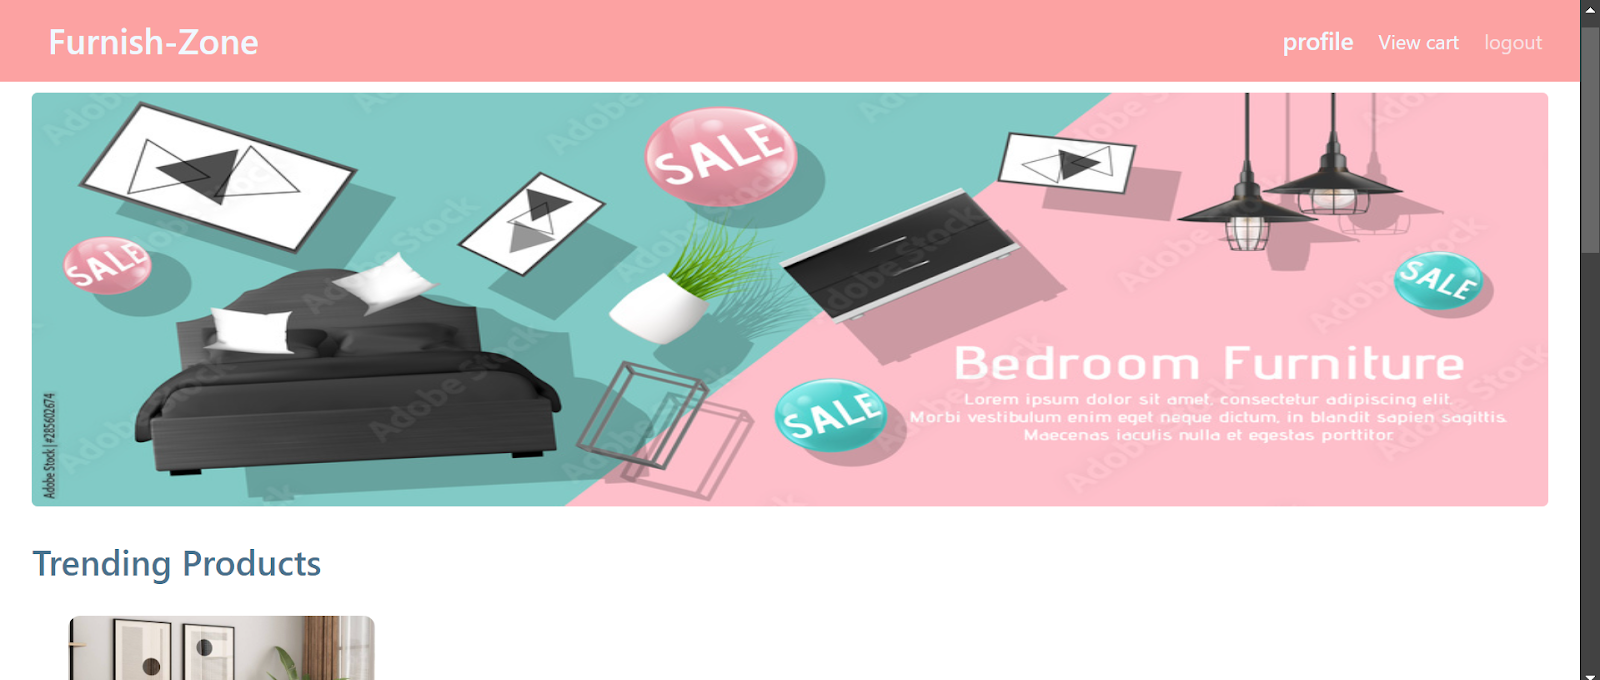 Furnish-Zone
profile View cart logout
SALE
SALE
SALE
Bedroom Furniture
Lorem ipsum dolor sit amet, consectetur adipiscing elit.
Morbi vestibulum enim eget neque dictum, in blandit sapien sagittis.
Maecenas iaculis nulla et egestas porttitor.
SALE
Adobe Stock | #285602674
Trending Products